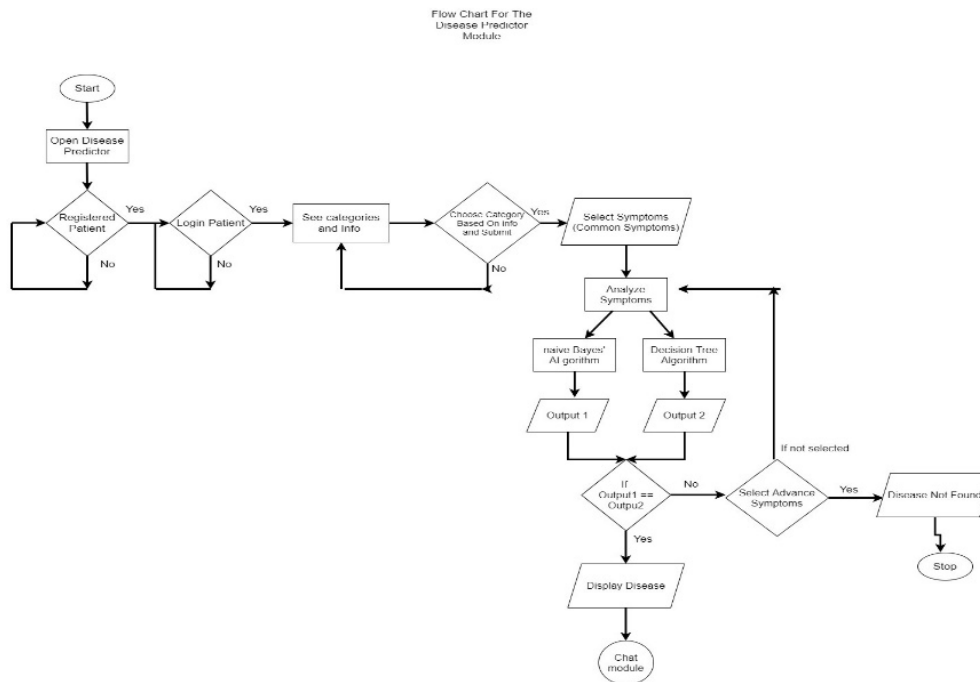 Flow Chart For The
Disease Predictor
Module
Start
Open Disease
Predictor
Registered
Patient
Yes
No
Login Patient
Yes
No
See categories
and Info
Choose Category
Based On Info
and Submit
Yes
No
Select Symptoms
(Common Symptoms)
Analyze
Symptoms
naive Bayes'
Al gorithm
Decision Tree
Algorithm
Output 1
Output 2
If not selected
If
Output1 ==
Outpu2
No
Select Advance
Symptoms
Yes
Disease Not Found
Yes
Stop
Display Disease
Chat
module